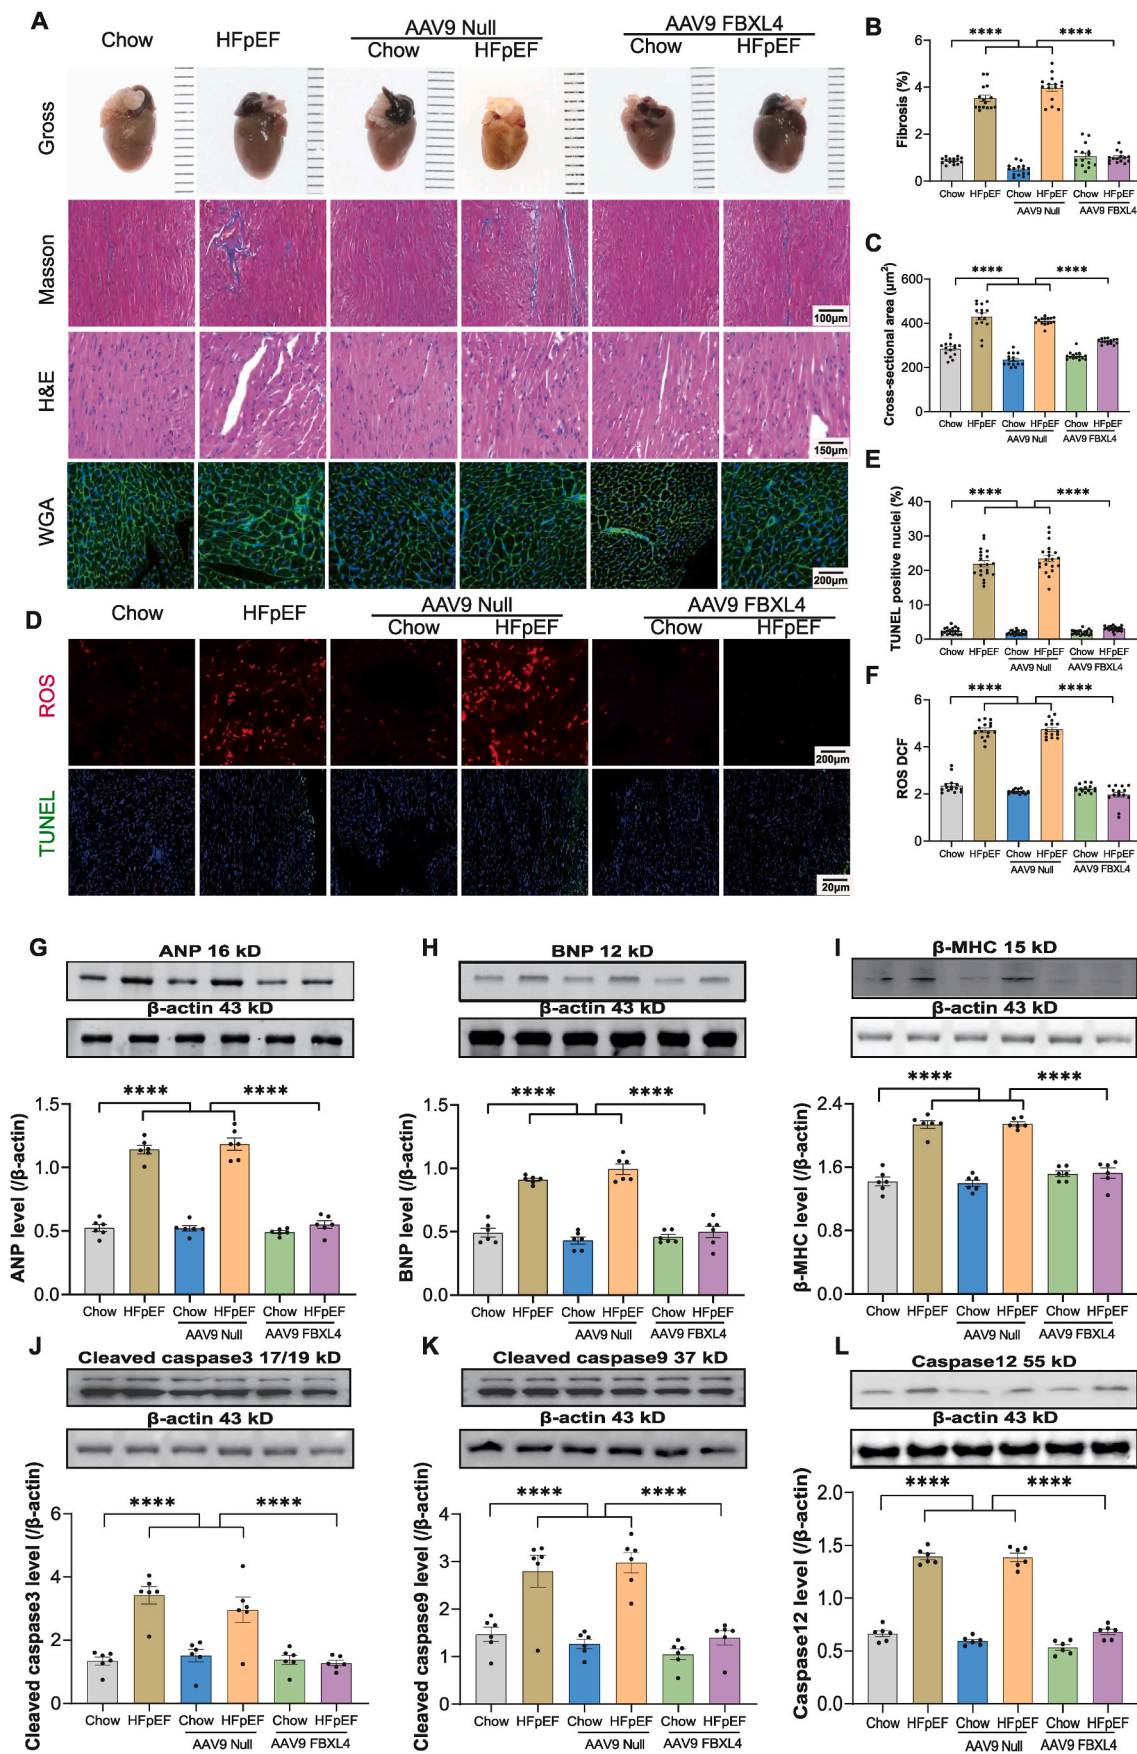 A
Chow
HFpEF
AAV9 Null
Chow
HFpEF
AAV9 FBXL4
Chow
HFpEF
Gross
Masson
100µm
H&E
150µm
WGA
200µm
B
Fibrosis (%)
6
4
2
0
****
****
Chow
HFpEF
Chow
HFpEF
Chow
HFpEF
AAV9 Null
AAV9 FBXL4
C
Cross-sectional area (µm²)
600
400
200
0
****
****
Chow
HFpEF
Chow
HFpEF
Chow
HFpEF
AAV9 Null
AAV9 FBXL4
D
Chow
HFpEF
AAV9 Null
Chow
HFpEF
AAV9 FBXL4
Chow
HFpEF
ROS
200µm
TUNEL
20µm
E
TUNEL positive nuclei (%)
40
30
20
10
0
****
****
Chow
HFpEF
Chow
HFpEF
Chow
HFpEF
AAV9 Null
AAV9 FBXL4
F
ROS DCF
6
4
2
0
****
****
Chow
HFpEF
Chow
HFpEF
Chow
HFpEF
AAV9 Null
AAV9 FBXL4
G
ANP 16 kD
β-actin 43 kD
ANP level (/β-actin)
1.5
1.0
0.5
0.0
****
****
Chow
HFpEF
Chow
HFpEF
Chow
HFpEF
AAV9 Null
AAV9 FBXL4
H
BNP 12 kD
β-actin 43 kD
BNP level (/β-actin)
1.5
1.0
0.5
0.0
****
****
Chow
HFpEF
Chow
HFpEF
Chow
HFpEF
AAV9 Null
AAV9 FBXL4
I
β-MHC 15 kD
β-actin 43 kD
β-MHC level (/β-actin)
2.4
1.6
0.8
0.0
****
****
Chow
HFpEF
Chow
HFpEF
Chow
HFpEF
AAV9 Null
AAV9 FBXL4
J
Cleaved caspase3 17/19 kD
β-actin 43 kD
Cleaved caspase3 level (/β-actin)
6
4
2
0
****
****
Chow
HFpEF
Chow
HFpEF
Chow
HFpEF
AAV9 Null
AAV9 FBXL4
K
Cleaved caspase9 37 kD
β-actin 43 kD
Cleaved caspase9 level (/β-actin)
4
3
2
1
0
****
****
Chow
HFpEF
Chow
HFpEF
Chow
HFpEF
AAV9 Null
AAV9 FBXL4
L
Caspase12 55 kD
β-actin 43 kD
Caspase12 level (/β-actin)
2.0
1.5
1.0
0.5
0.0
****
****
Chow
HFpEF
Chow
HFpEF
Chow
HFpEF
AAV9 Null
AAV9 FBXL4